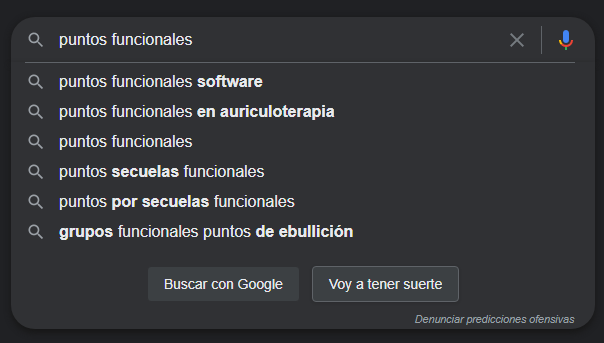 puntos funcionales
puntos funcionales software
puntos funcionales en auriculoterapia
puntos funcionales
puntos secuelas funcionales
puntos por secuelas funcionales
grupos funcionales puntos de ebullición
Buscar con Google Voy a tener suerte
Denunciar predicciones ofensivas